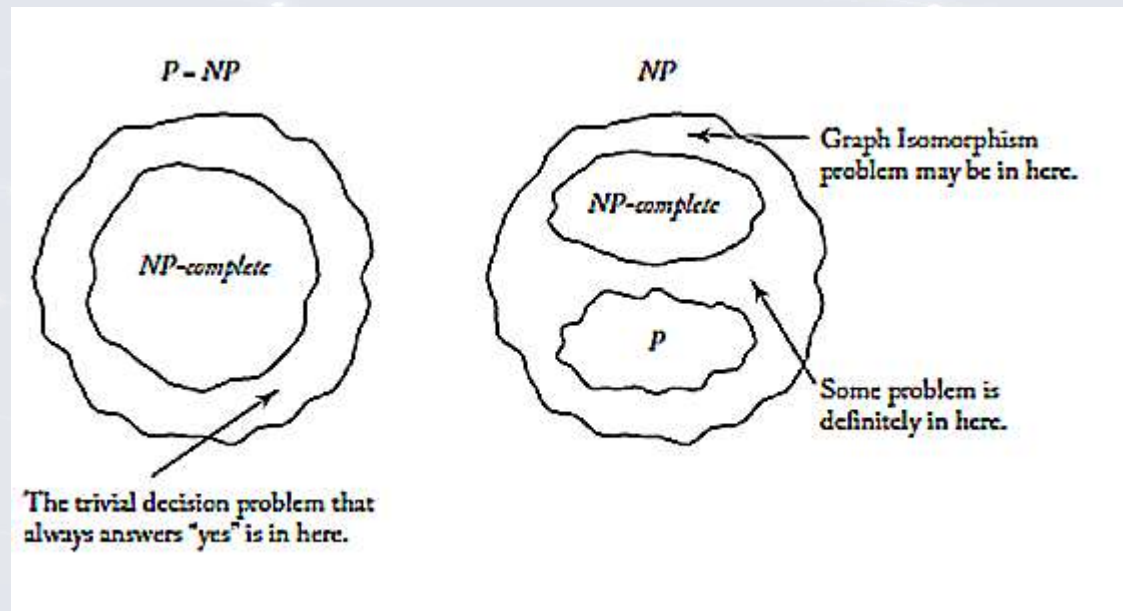 P = NP
NP
Graph Isomorphism
problem may be in here.
NP-complete
NP-complete
P
Some problem is
definitely in here.
The trivial decision problem that
always answers "yes" is in here.